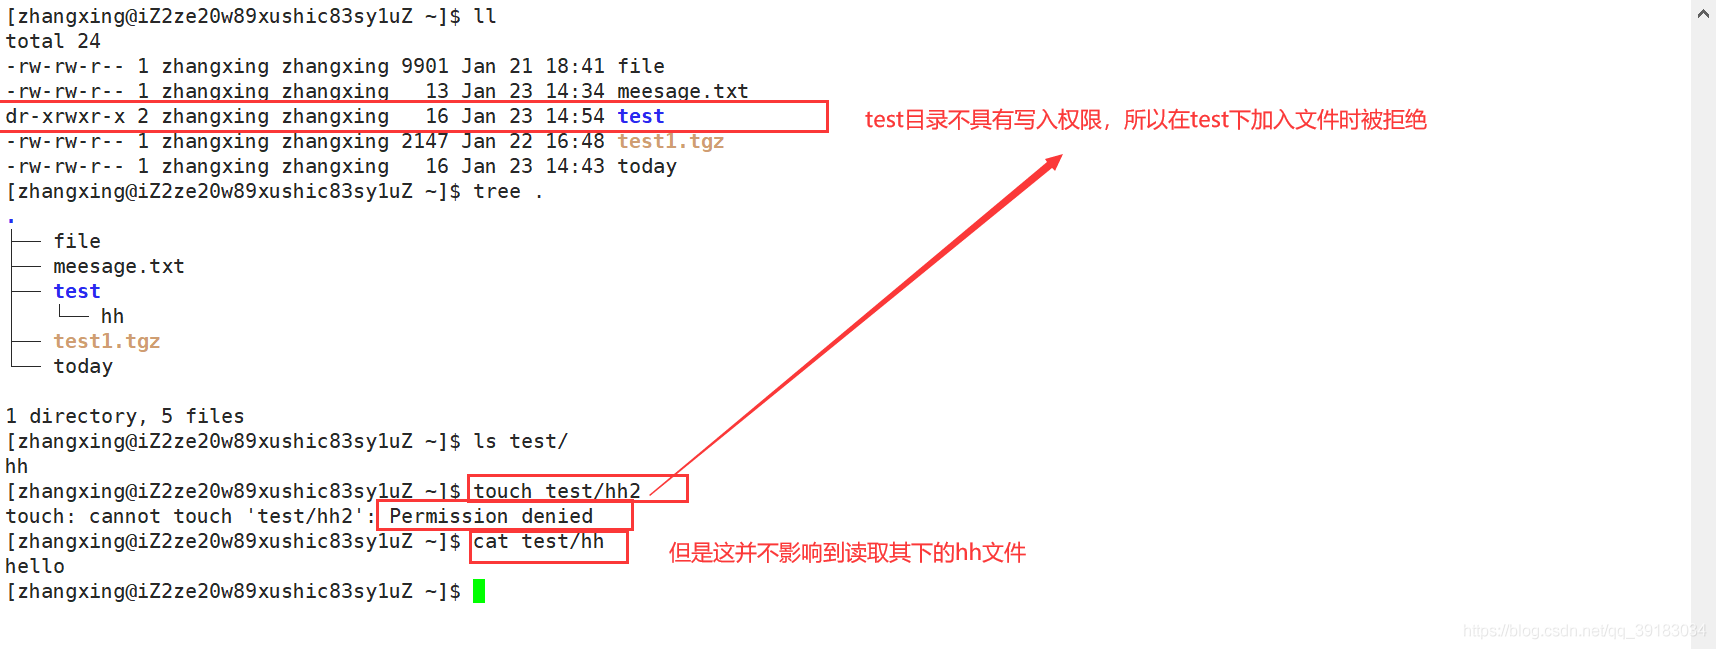 [zhangxing@iZ2ze20w89xushic83sy1uZ ~]$ ll
total 24
-rw-rw-r-- 1 zhangxing zhangxing 9901 Jan 21 18:41 file
-rw-rw-r-- 1 zhangxing zhangxing   13 Jan 23 14:34 meesage.txt
dr-xrwxr-x 2 zhangxing zhangxing   16 Jan 23 14:54 test
test目录不具有写入权限，所以在test下加入文件时被拒绝
-rw-rw-r-- 1 zhangxing zhangxing 2147 Jan 22 16:48 test1.tgz
-rw-rw-r-- 1 zhangxing zhangxing   16 Jan 23 14:43 today
[zhangxing@iZ2ze20w89xushic83sy1uZ ~]$ tree .
.
├── file
├── meesage.txt
├── test
│   └── hh
├── test1.tgz
└── today
1 directory, 5 files
[zhangxing@iZ2ze20w89xushic83sy1uZ ~]$ ls test/
hh
[zhangxing@iZ2ze20w89xushic83sy1uZ ~]$ touch test/hh2
touch: cannot touch 'test/hh2': Permission denied
[zhangxing@iZ2ze20w89xushic83sy1uZ ~]$ cat test/hh
但是这并不影响到读取其下的hh文件
hello
[zhangxing@iZ2ze20w89xushic83sy1uZ ~]$
https://blog.csdn.net/qq_39183034